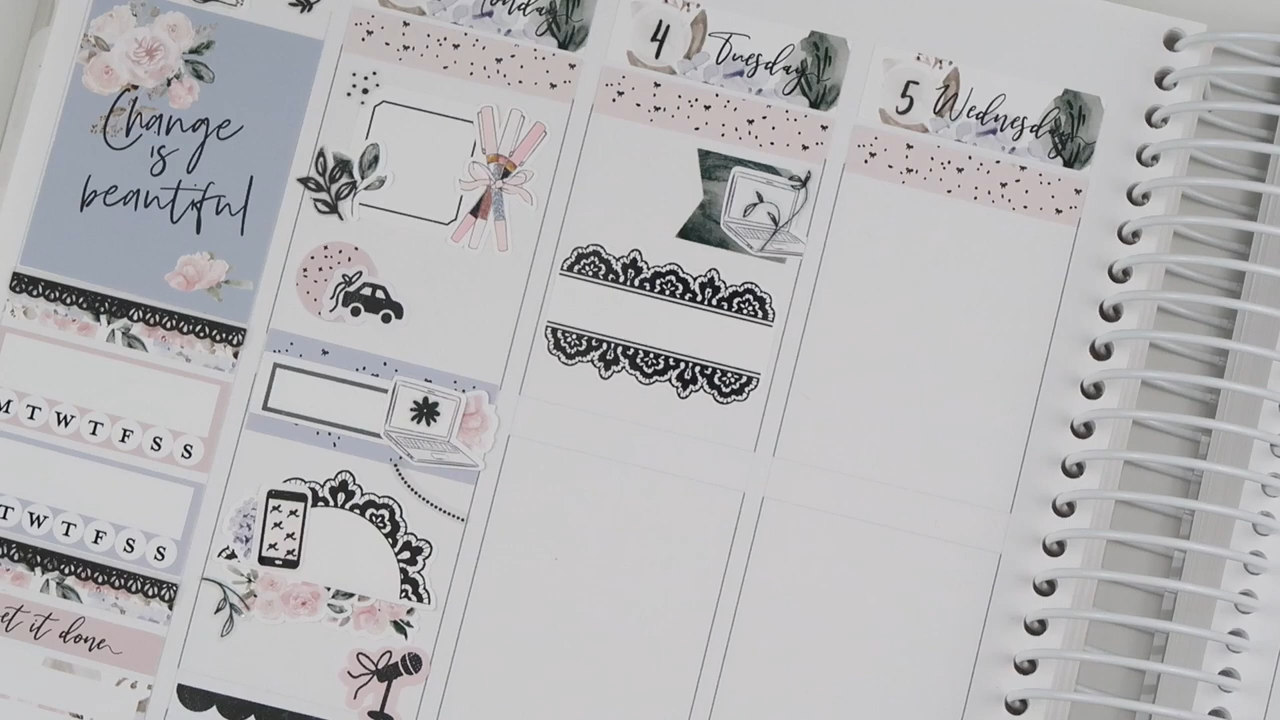 Change
is
beautiful
M T W T F S S
T W T F S S
et it done
4 Tuesday
5 Wednesday